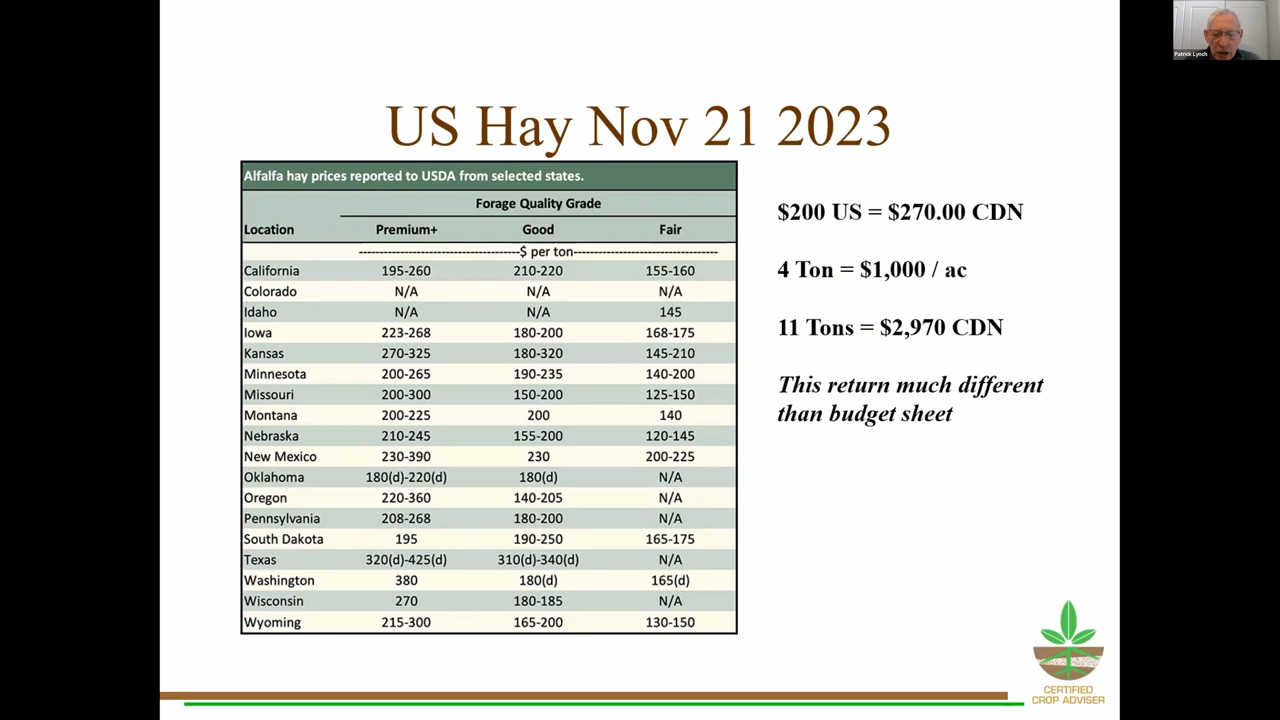 Patrick Lynch
US Hay Nov 21 2023
Alfalfa hay prices reported to USDA from selected states.
Forage Quality Grade
Location Premium+ Good Fair
-----------------------------------$ per ton-----------------------------------
California 195-260 210-220 155-160
Colorado N/A N/A N/A
Idaho N/A N/A 145
Iowa 223-268 180-200 168-175
Kansas 270-325 180-320 145-210
Minnesota 200-265 190-235 140-200
Missouri 200-300 150-200 125-150
Montana 200-225 200 140
Nebraska 210-245 155-200 120-145
New Mexico 230-390 230 200-225
Oklahoma 180(d)-220(d) 180(d) N/A
Oregon 220-360 140-205 N/A
Pennsylvania 208-268 180-200 N/A
South Dakota 195 190-250 165-175
Texas 320(d)-425(d) 310(d)-340(d) N/A
Washington 380 180(d) 165(d)
Wisconsin 270 180-185 N/A
Wyoming 215-300 165-200 130-150
$200 US = $270.00 CDN
4 Ton = $1,000 / ac
11 Tons = $2,970 CDN
This return much different
than budget sheet
CERTIFIED
CROP ADVISER